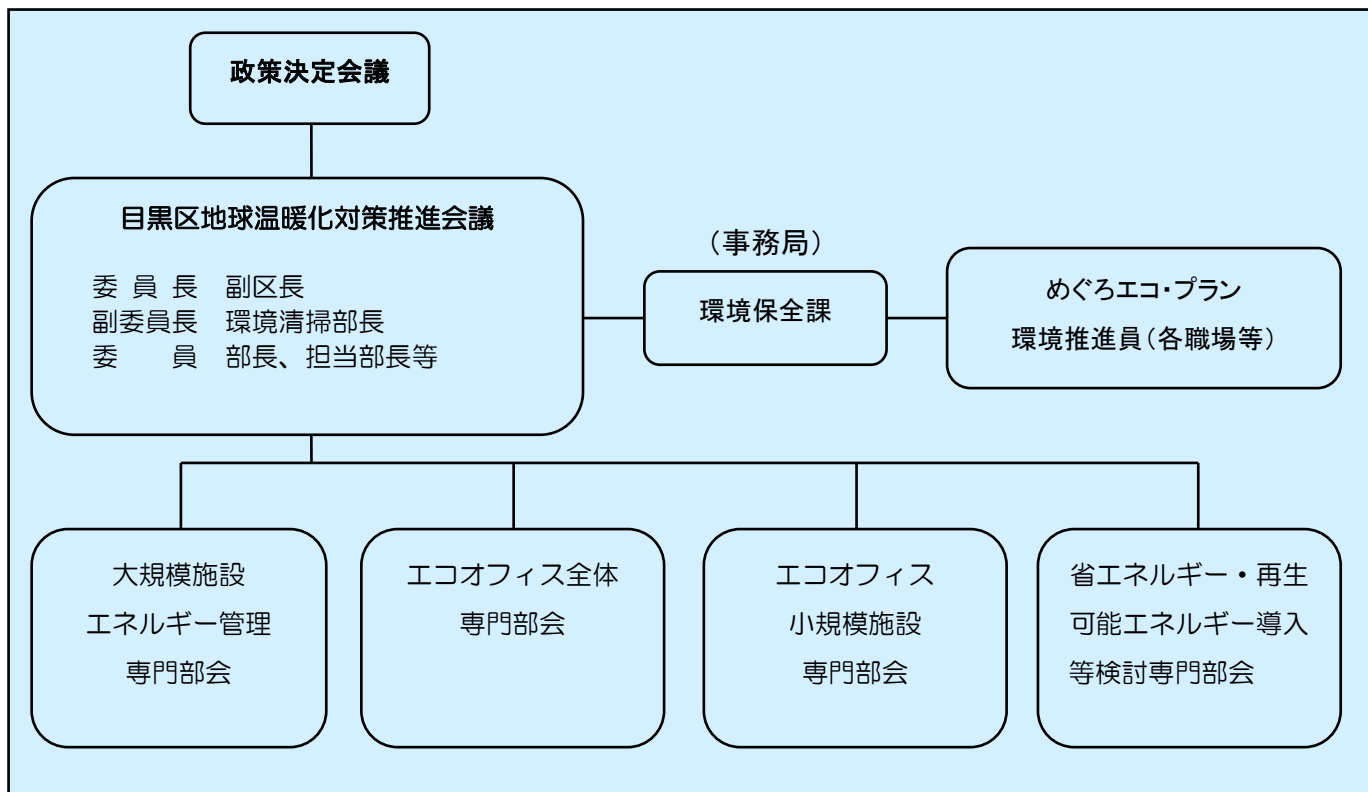 政策決定会議
目黒区地球温暖化対策推進会議
委 員 長　副区長
副委員長　環境清掃部長
委　　員　部長、担当部長等
（事務局）
環境保全課
めぐろエコ・プラン
環境推進員（各職場等）
大規模施設
エネルギー管理
専門部会
エコオフィス全体
専門部会
エコオフィス
小規模施設
専門部会
省エネルギー・再生
可能エネルギー導入
等検討専門部会